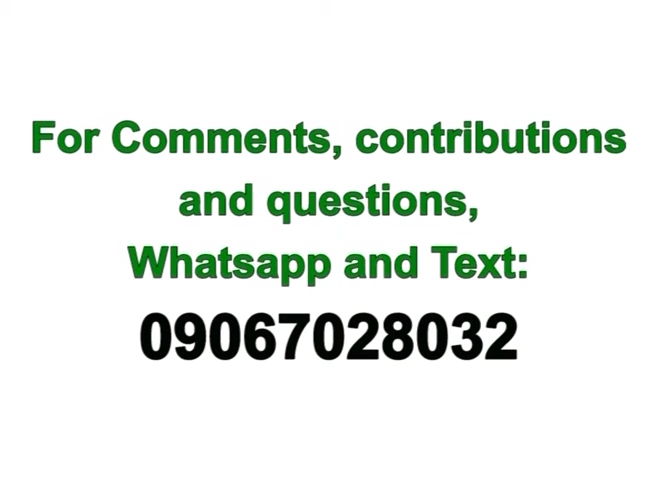 For Comments, contributions
and questions,
Whatsapp and Text:
09067028032